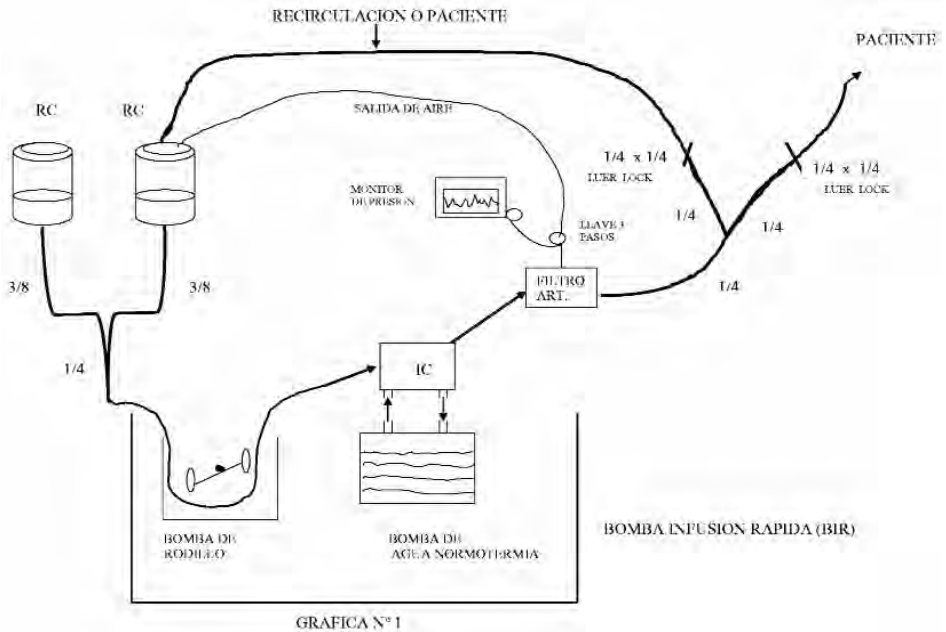 RECIRCULACION O PACIENTE
PACIENTE
RC
RC
SALIDA DE AIRE
1/4 x 1/4
LUER LOCK
1/4 x 1/4
LUER LOCK
MONITOR
DE PRESION
LLAVE 3
PASOS
1/4
1/4
3/8
3/8
FILTRO
ART.
1/4
1/4
IC
BOMBA DE
RODILLO
BOMBA DE
AGUA NORMOTERMIA
BOMBA INFUSION RAPIDA (BIR)
GRAFICA Nº 1